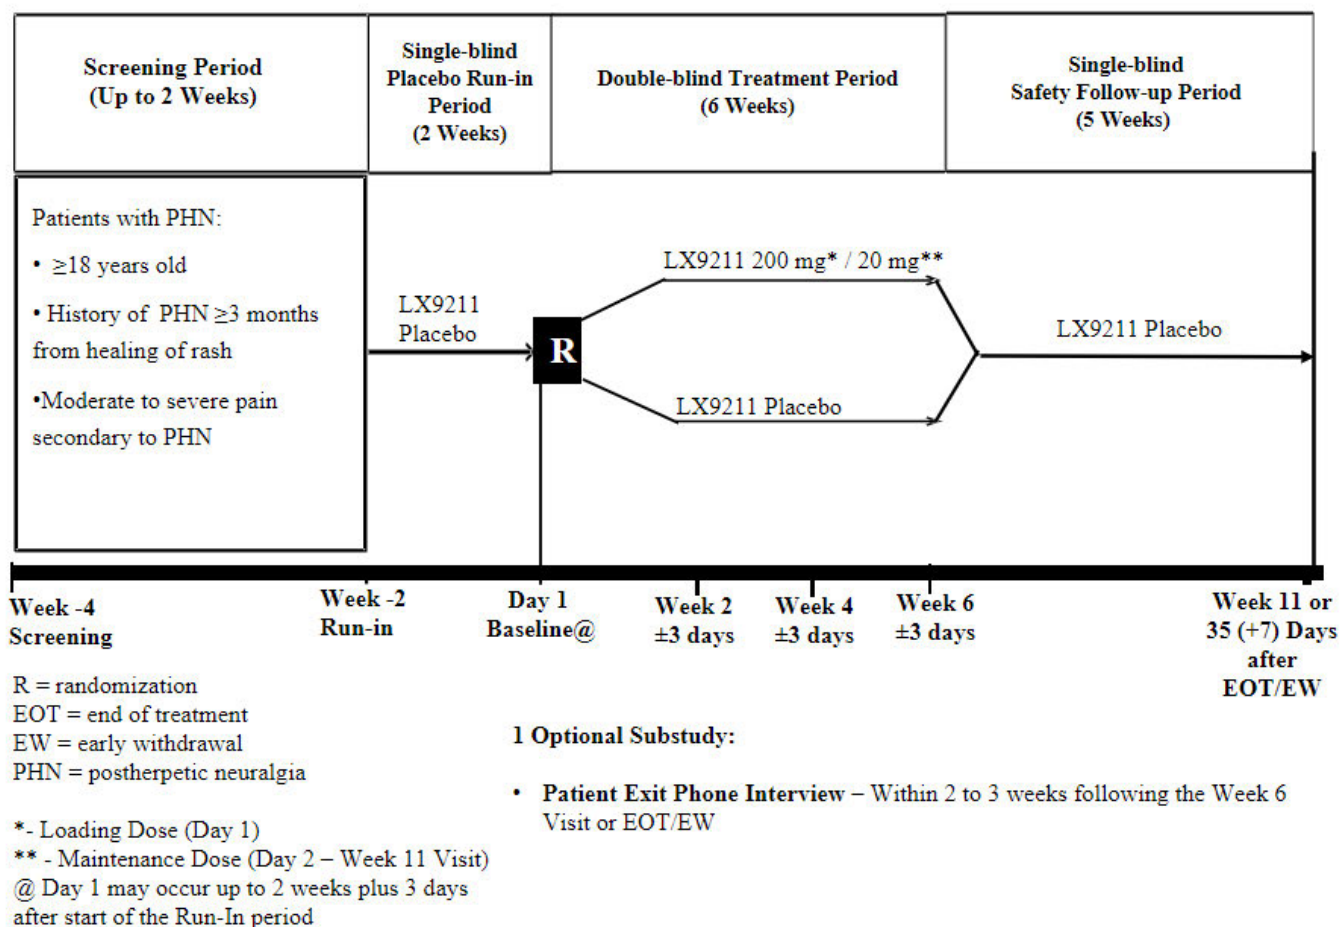 Screening Period
(Up to 2 Weeks)
Single-blind
Placebo Run-in
Period
(2 Weeks)
Double-blind Treatment Period
(6 Weeks)
Single-blind
Safety Follow-up Period
(5 Weeks)
Patients with PHN:
• ≥18 years old
• History of PHN ≥3 months
from healing of rash
•Moderate to severe pain
secondary to PHN
LX9211
Placebo
R
LX9211 200 mg* / 20 mg**
LX9211 Placebo
LX9211 Placebo
Week -4
Screening
Week -2
Run-in
Day 1
Baseline@
Week 2
±3 days
Week 4
±3 days
Week 6
±3 days
Week 11 or
35 (+7) Days
after
EOT/EW
R = randomization
EOT = end of treatment
EW = early withdrawal
PHN = postherpetic neuralgia
*- Loading Dose (Day 1)
** - Maintenance Dose (Day 2 – Week 11 Visit)
@ Day 1 may occur up to 2 weeks plus 3 days
after start of the Run-In period
1 Optional Substudy:
• Patient Exit Phone Interview – Within 2 to 3 weeks following the Week 6
Visit or EOT/EW